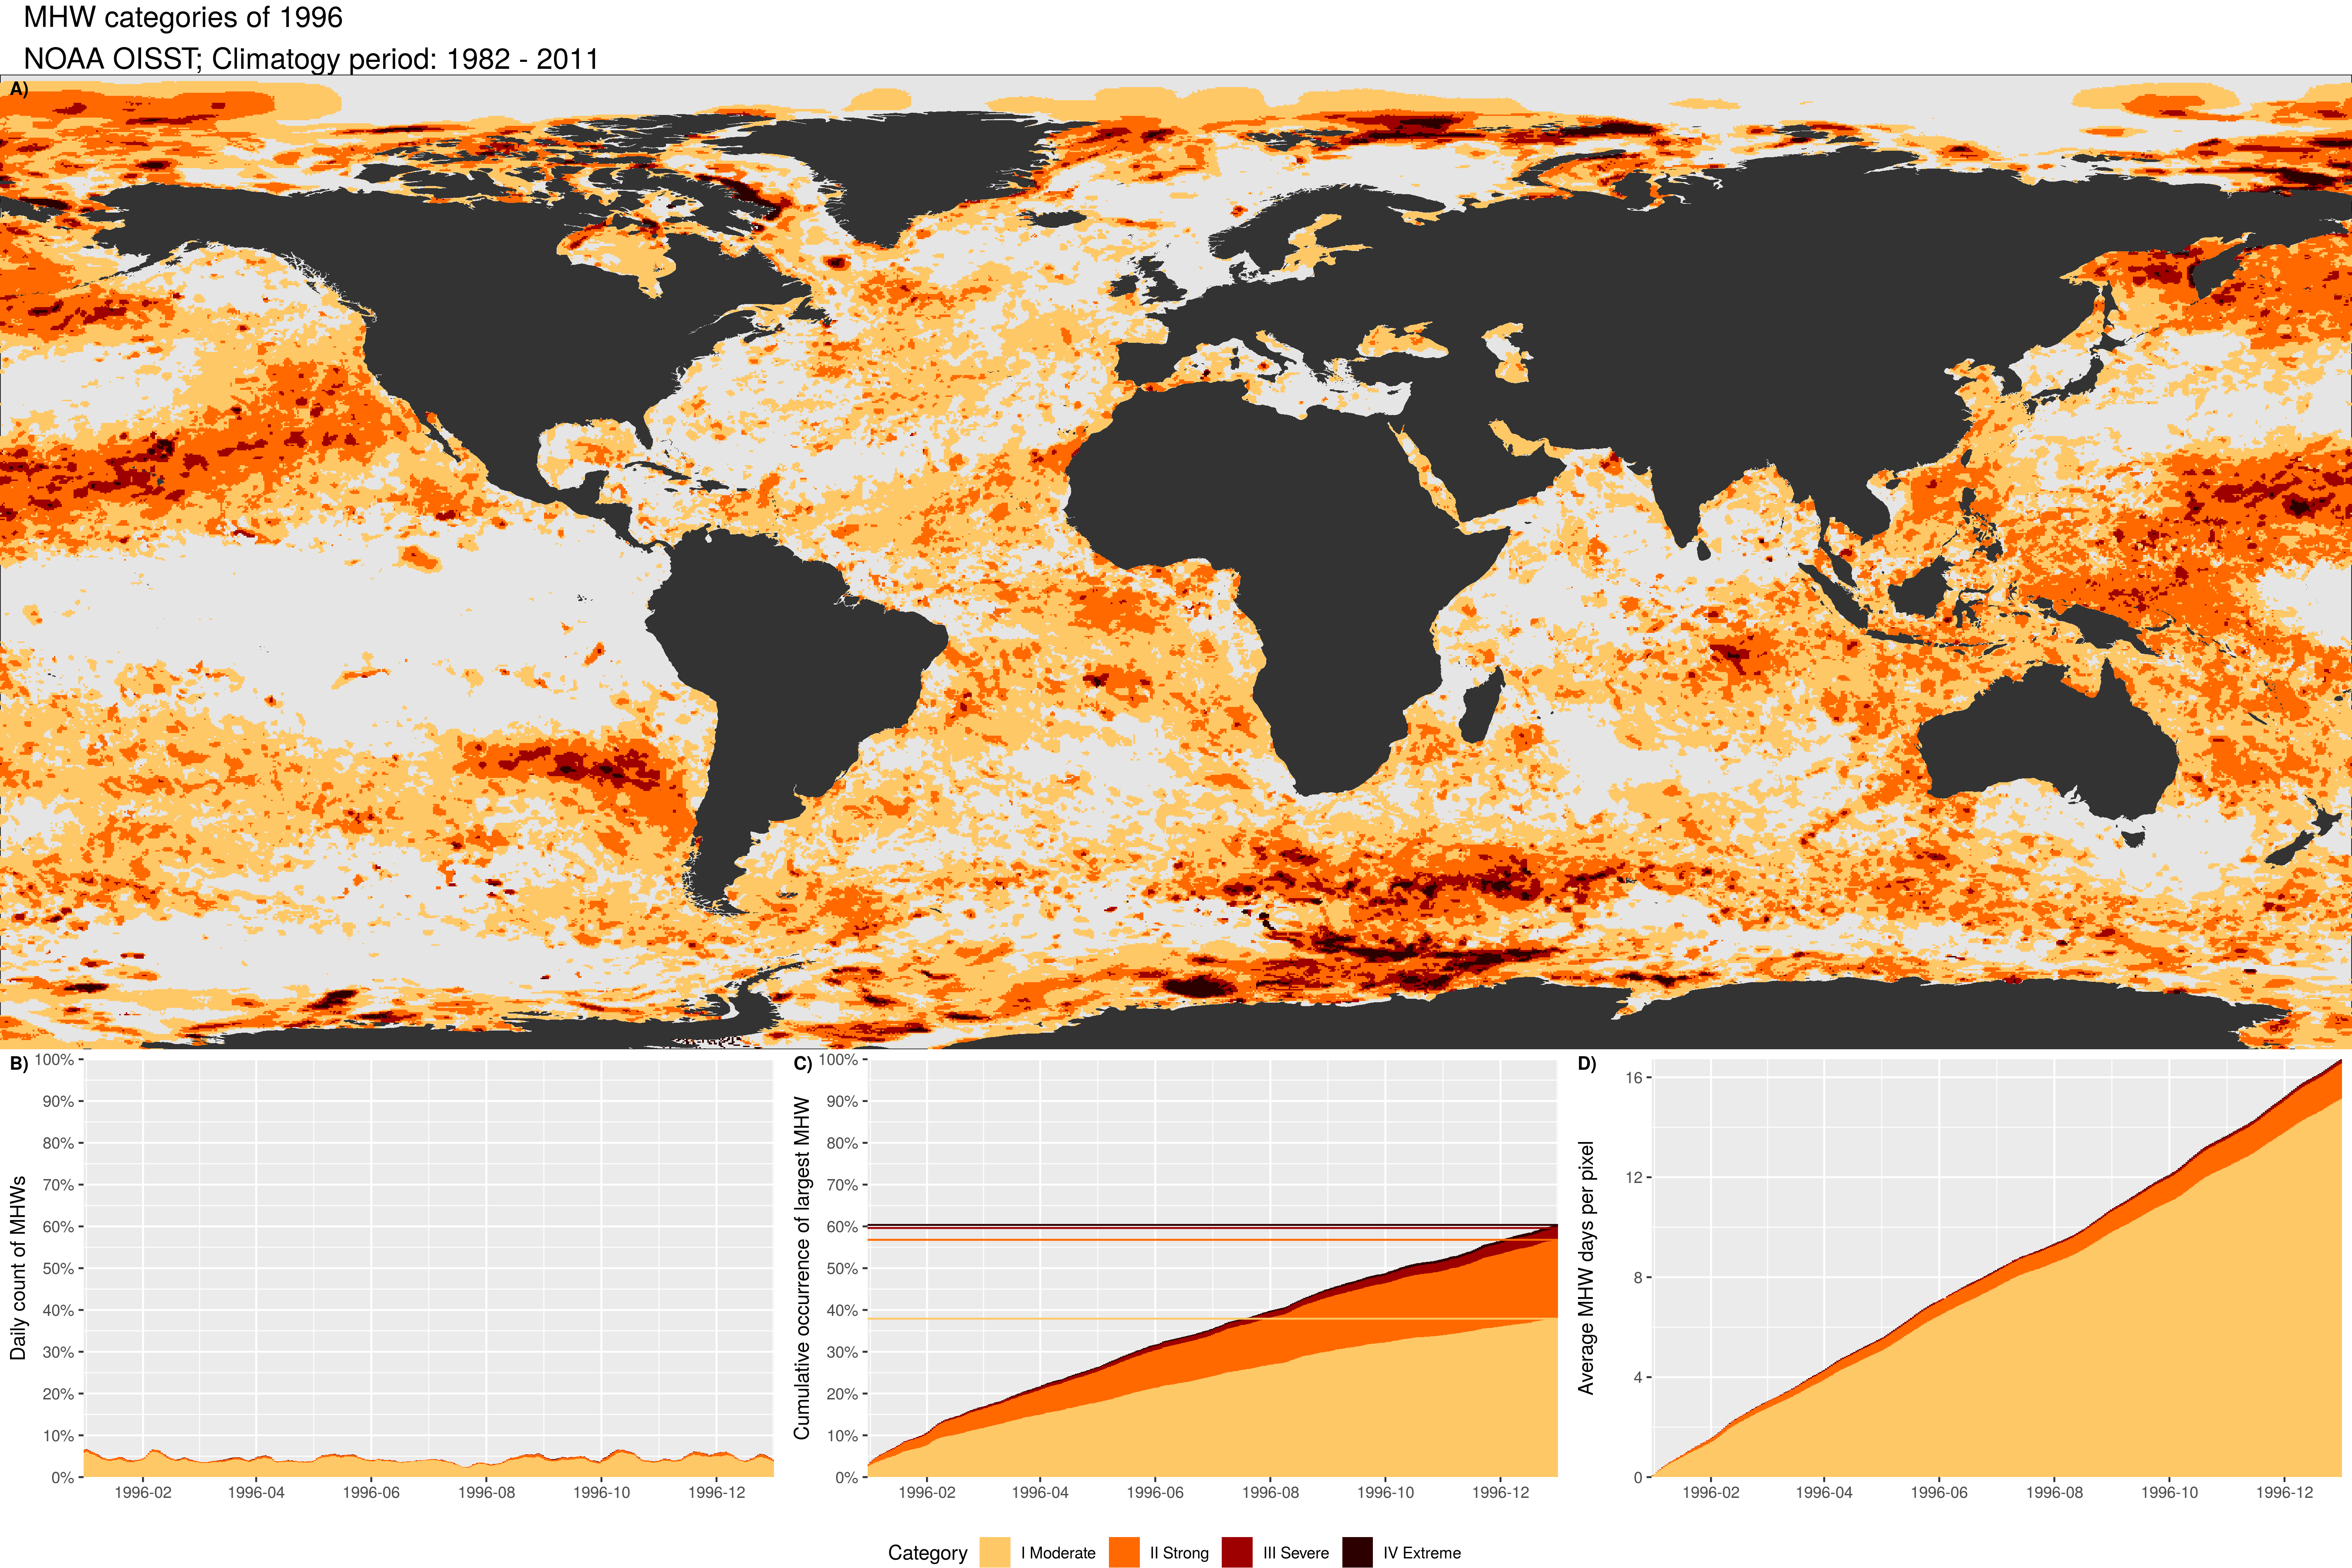 MHW categories of 1996
NOAA OISST; Climatogy period: 1982 - 2011
A)
B)
Daily count of MHWs
100%
90%
80%
70%
60%
50%
40%
30%
20%
10%
0%
1996-02 1996-04 1996-06 1996-08 1996-10 1996-12
C)
Cumulative occurrence of largest MHW
100%
90%
80%
70%
60%
50%
40%
30%
20%
10%
0%
1996-02 1996-04 1996-06 1996-08 1996-10 1996-12
D)
Average MHW days per pixel
16
12
8
4
0
1996-02 1996-04 1996-06 1996-08 1996-10 1996-12
Category I Moderate II Strong III Severe IV Extreme